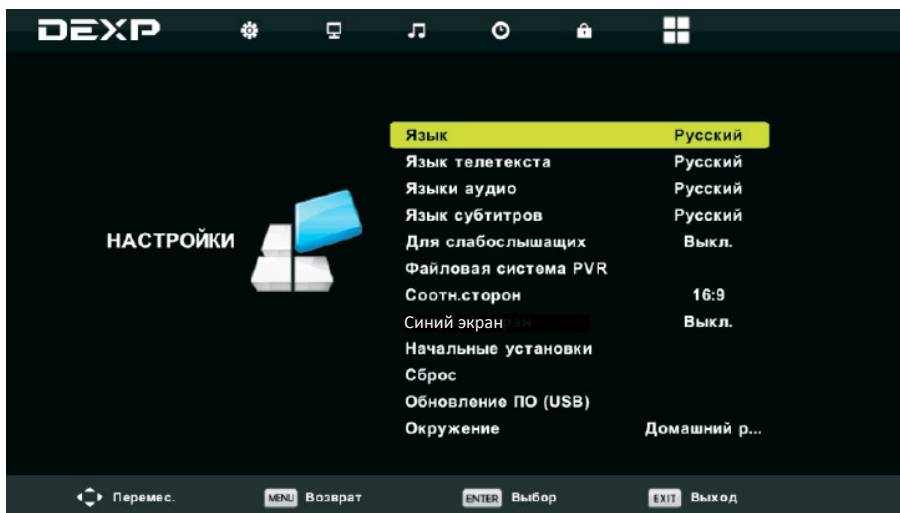 DEXP
Язык Русский
Язык телетекста Русский
Языки аудио Русский
Язык субтитров Русский
НАСТРОЙКИ
Для слабослышащих Выкл.
Файловая система PVR
Соотн.сторон 16:9
Синий экран Выкл.
Начальные установки
Сброс
Обновление ПО (USB)
Окружение Домашний р...
Перемес. MENU Возврат ENTER Выбор EXIT Выход